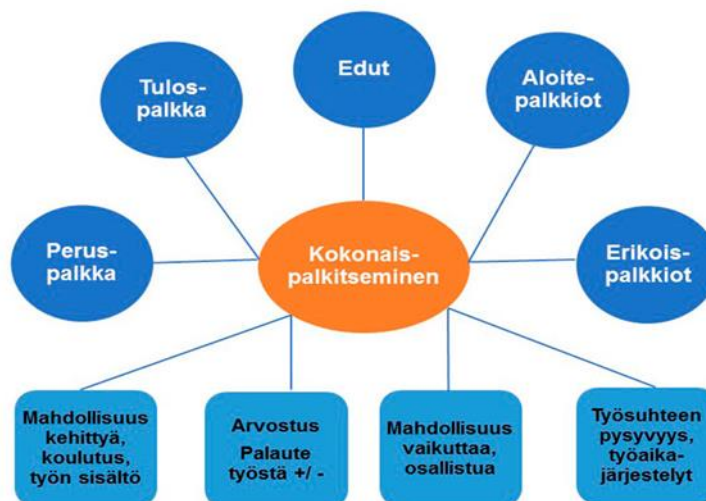 Edut
Tulos-
palkka
Aloite-
palkkiot
Perus-
palkka
Kokonais-
palkitseminen
Erikois-
palkkiot
Mahdollisuus
kehittyä,
koulutus,
työn sisältö
Arvostus
Palaute
työstä +/ -
Mahdollisuus
vaikuttaa,
osallistua
Työsuhteen
pysyvyys,
työaika-
järjestelyt